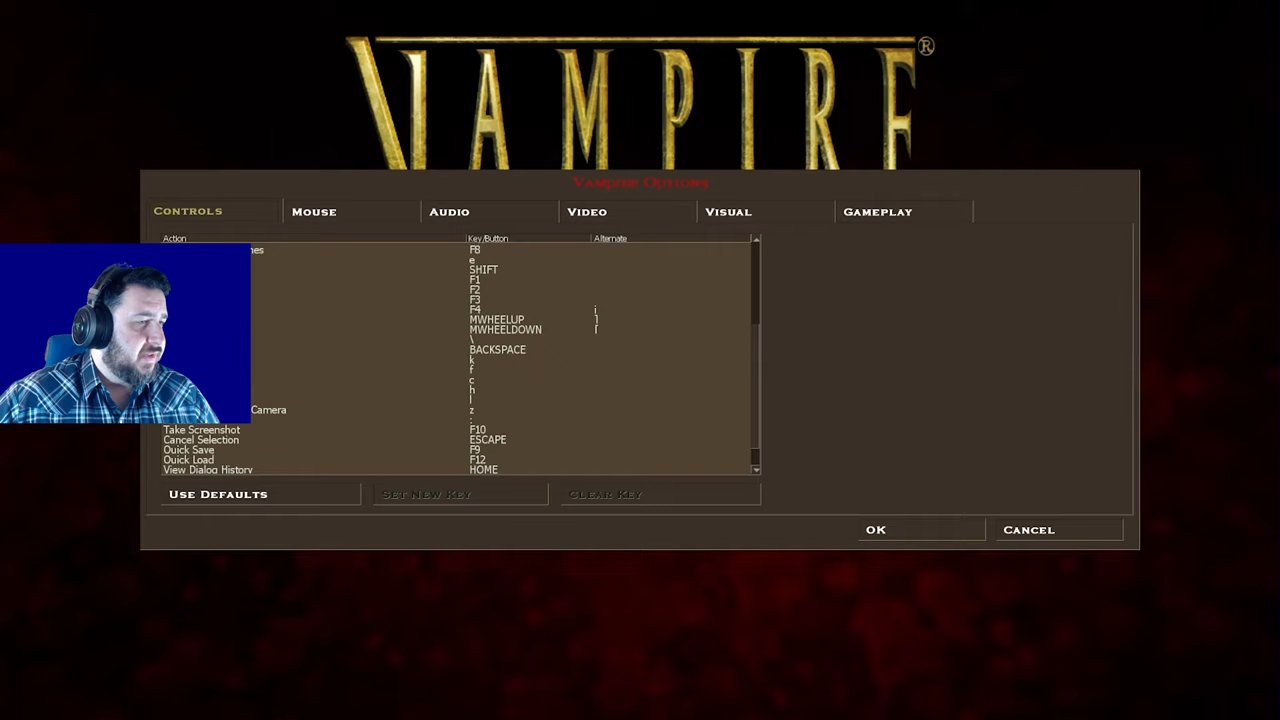 VAMPIRE®
VAMPIRE OPTIONS
CONTROLS MOUSE AUDIO VIDEO VISUAL GAMEPLAY
Action Key/Button Alternate
F8
e
SHIFT
F1
F2
F3
F4 i
MWHEELUP ]
MWHEELDOWN [
\
BACKSPACE
k
f
c
h
l
Camera z
Take Screenshot F10
Cancel Selection ESCAPE
Quick Save F9
Quick Load F12
View Dialog History HOME
USE DEFAULTS SET NEW KEY CLEAR KEY
OK CANCEL